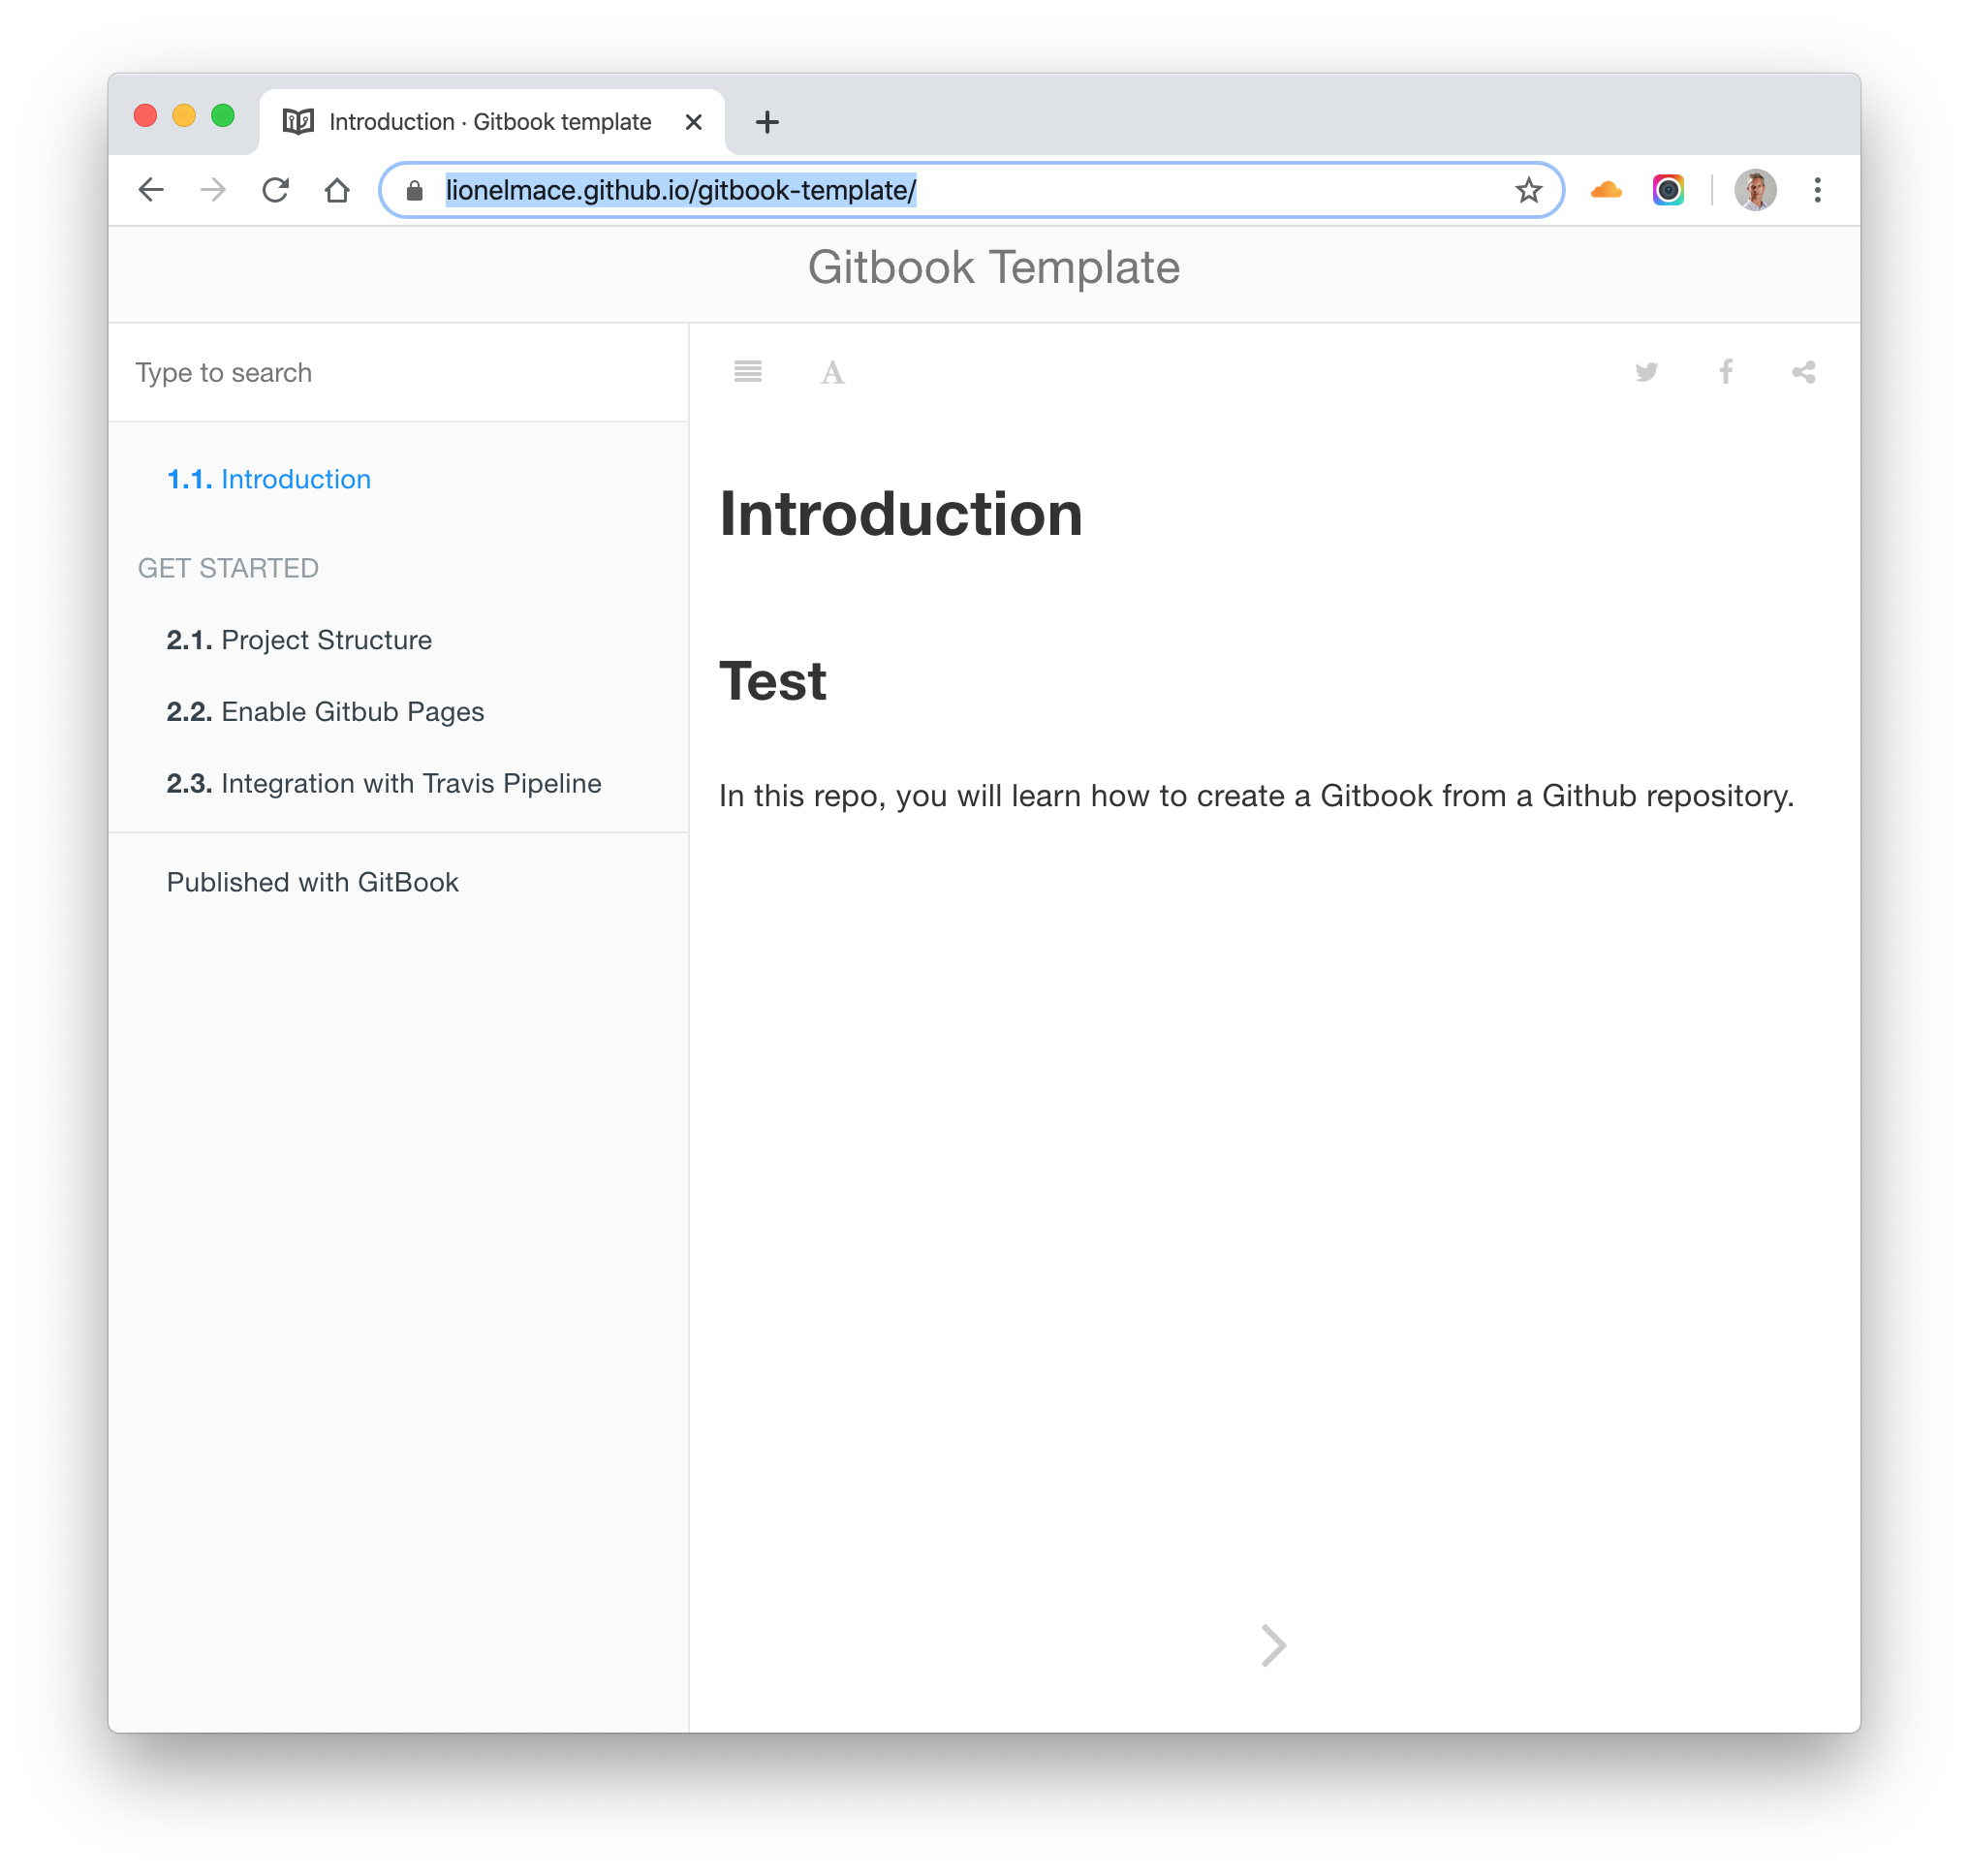 Introduction · Gitbook template
lionelmace.github.io/gitbook-template/
Gitbook Template
Type to search
A
1.1. Introduction
GET STARTED
2.1. Project Structure
2.2. Enable Gitbub Pages
2.3. Integration with Travis Pipeline
Published with GitBook
Introduction
Test
In this repo, you will learn how to create a Gitbook from a Github repository.